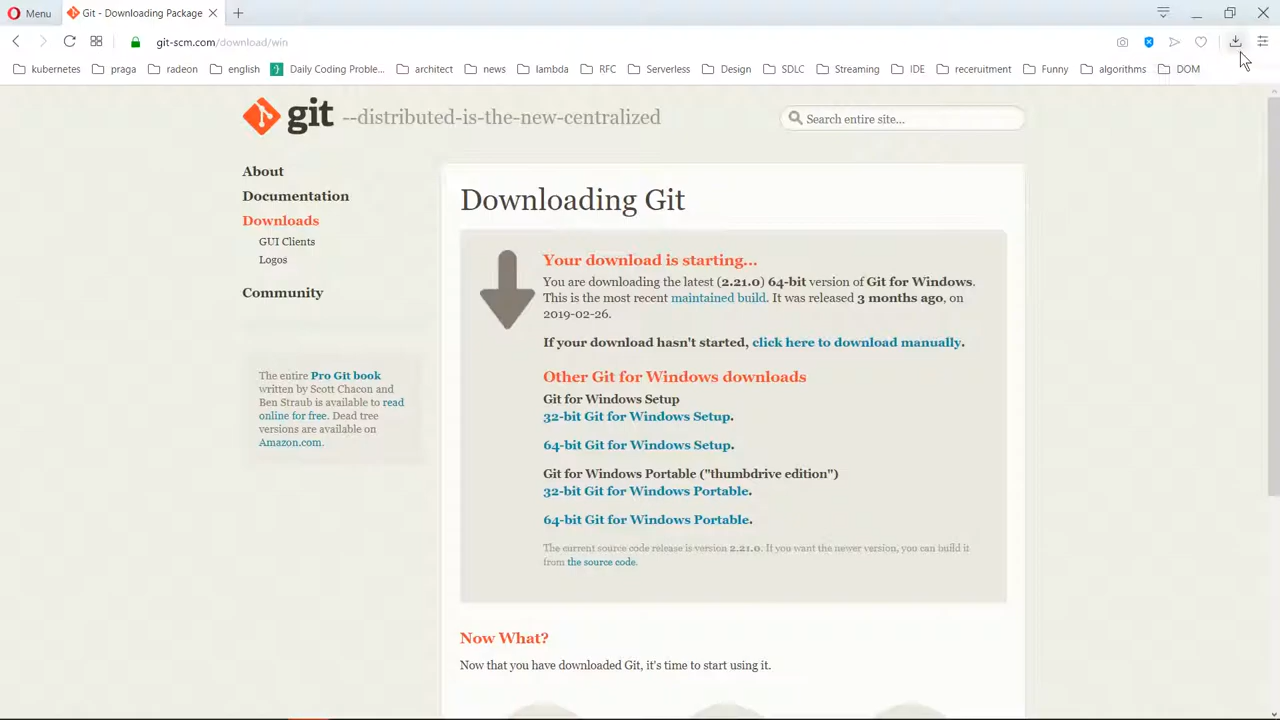 Menu
Git - Downloading Package
git-scm.com/download/win
kubernetes praga radeon english Daily Coding Proble... architect news lambda RFC Serverless Design SDLC Streaming IDE receruitment Funny algorithms DOM
git --distributed-is-the-new-centralized
Search entire site...
About
Documentation
Downloads
GUI Clients
Logos
Community
The entire Pro Git book
written by Scott Chacon and
Ben Straub is available to read
online for free. Dead tree
versions are available on
Amazon.com.
Downloading Git
Your download is starting...
You are downloading the latest (2.21.0) 64-bit version of Git for Windows.
This is the most recent maintained build. It was released 3 months ago, on
2019-02-26.
If your download hasn't started, click here to download manually.
Other Git for Windows downloads
Git for Windows Setup
32-bit Git for Windows Setup.
64-bit Git for Windows Setup.
Git for Windows Portable ("thumbdrive edition")
32-bit Git for Windows Portable.
64-bit Git for Windows Portable.
The current source code release is version 2.21.0. If you want the newer version, you can build it
from the source code.
Now What?
Now that you have downloaded Git, it's time to start using it.